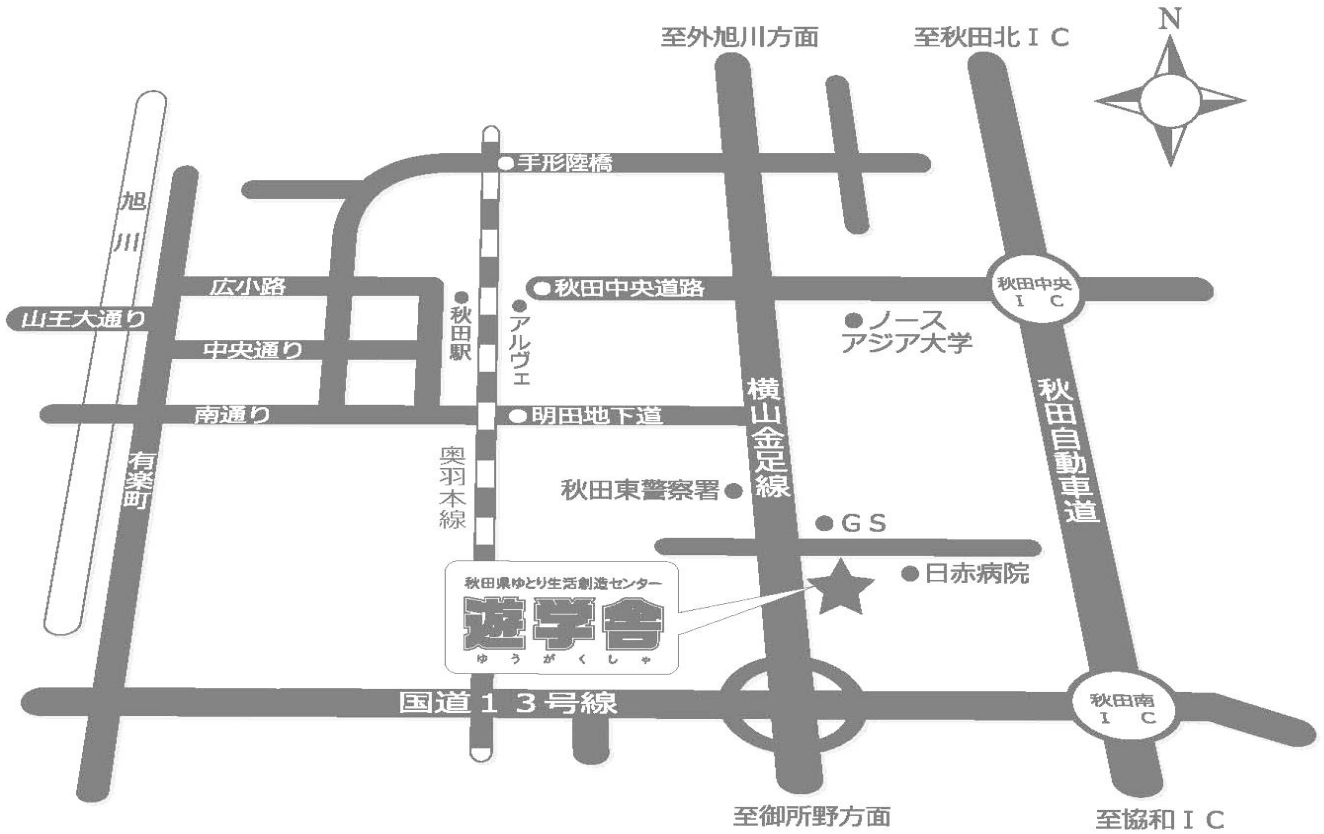 N
至外旭川方面
至秋田北ＩＣ
手形陸橋
旭川
広小路
秋田中央道路
秋田中央
Ｉ Ｃ
山王大通り
秋田駅
アルヴェ
ノース
アジア大学
中央通り
南通り
明田地下道
横山金足線
秋田自動車道
有楽町
奥羽本線
秋田東警察署
ＧＳ
日赤病院
秋田県ゆとり生活創造センター
遊学舎
ゆうがくしゃ
国道１３号線
秋田南
Ｉ Ｃ
至御所野方面
至協和ＩＣ